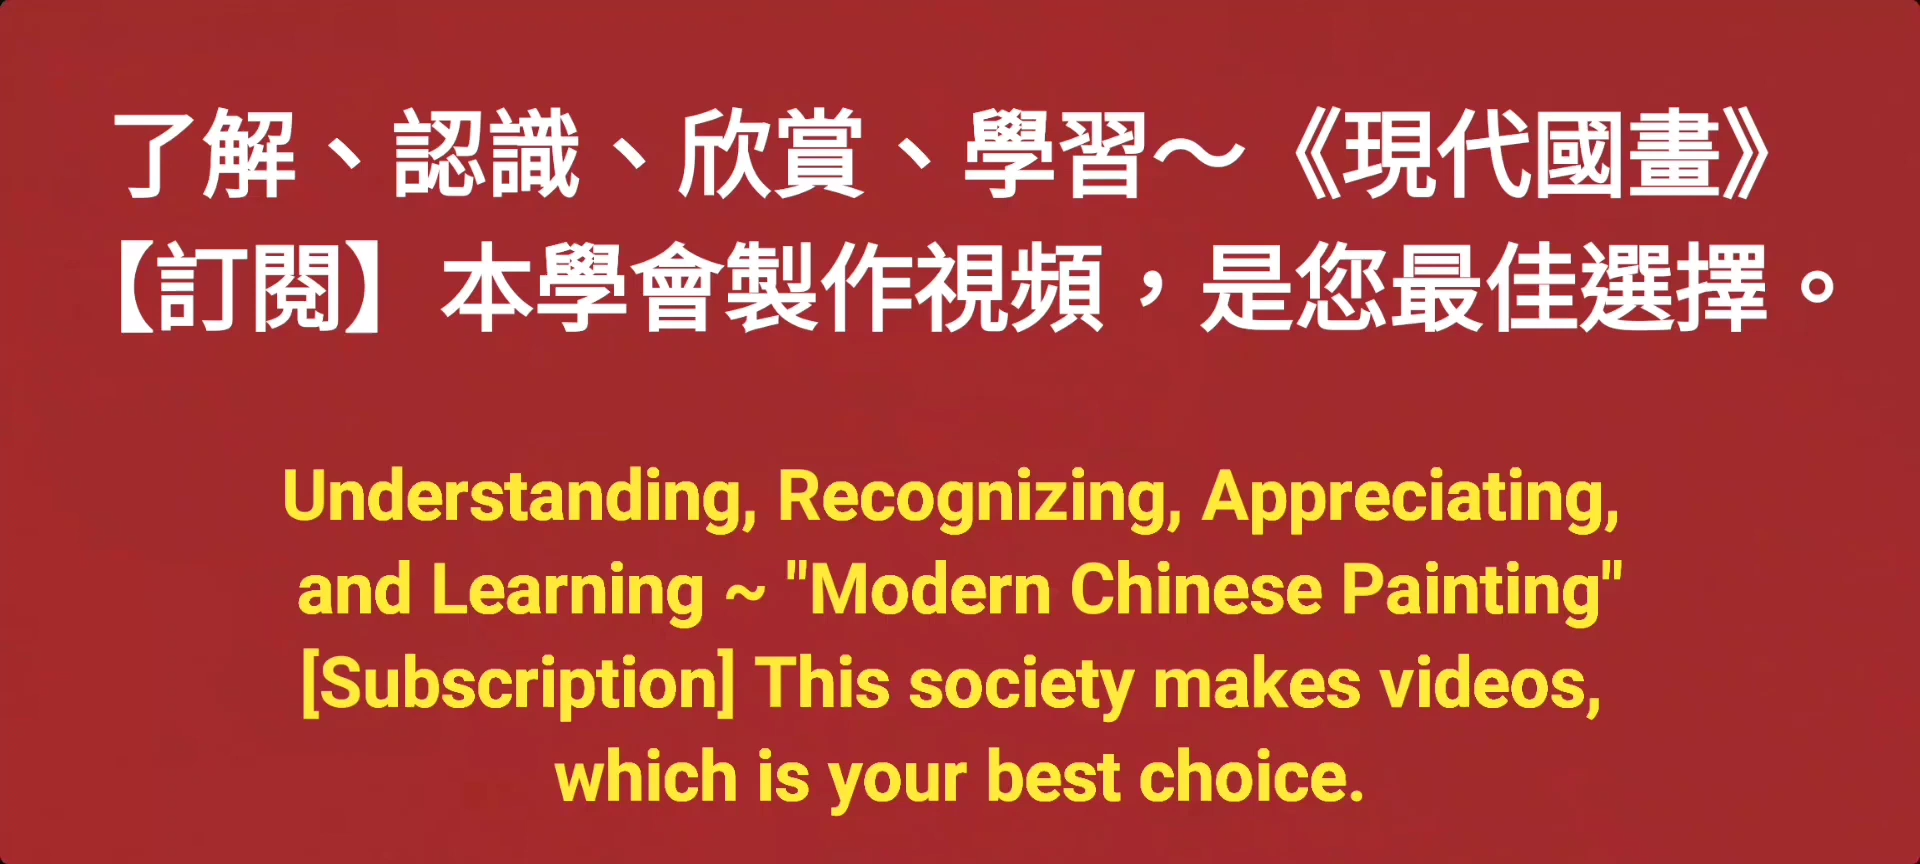 了解、認識、欣賞、學習～《現代國畫》
【訂閱】本學會製作視頻，是您最佳選擇。
Understanding, Recognizing, Appreciating,
and Learning ~ "Modern Chinese Painting"
[Subscription] This society makes videos,
which is your best choice.